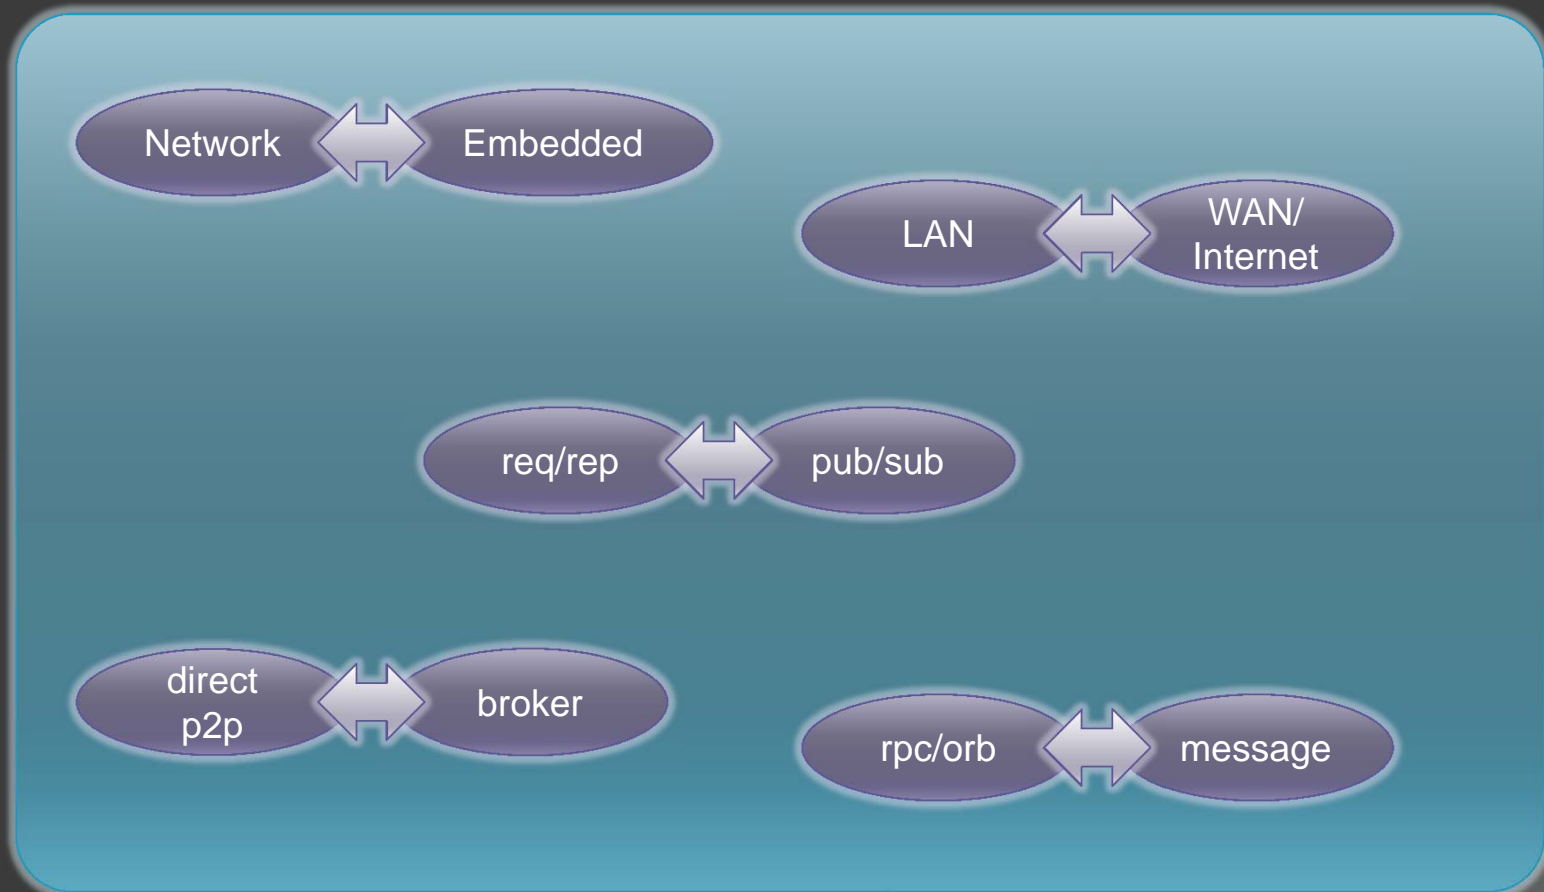 Network
Embedded
LAN
WAN/
Internet
req/rep
pub/sub
direct
p2p
broker
rpc/orb
message